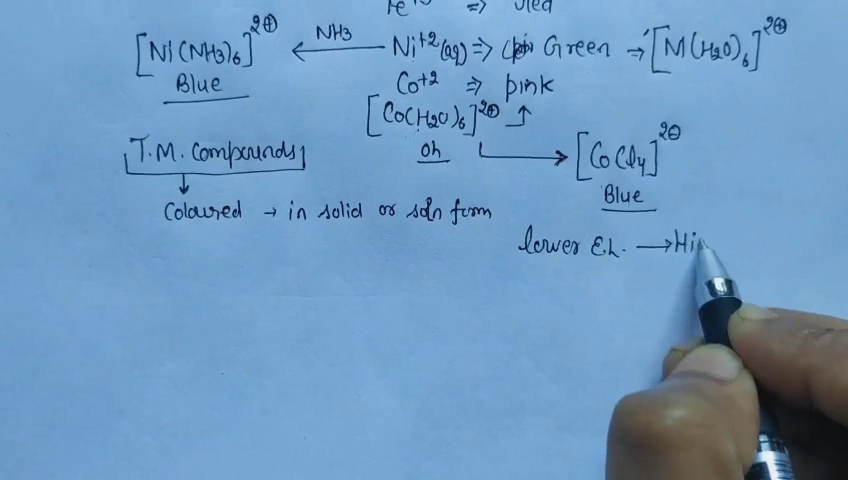 => 
[Ni(NH3)6]2⊕ ←NH3— Ni+2(aq) => Green → [M(H2O)6]2⊕
Blue
Co+2 => pink
[Co(H2O)6]2⊕ ↑
Oh → [CoCl4]2⊖
Blue
T.M. Compounds
↓
Coloured → in solid or soln form
lower E.L. → Hi